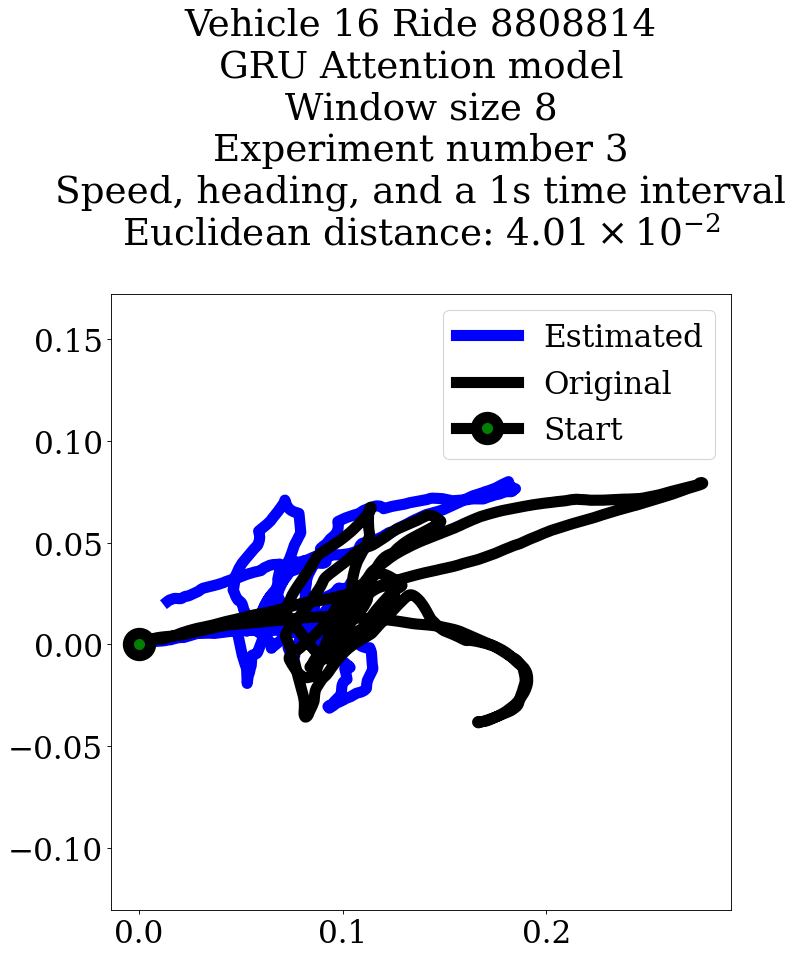 Vehicle 16 Ride 8808814
GRU Attention model
Window size 8
Experiment number 3
Speed, heading, and a 1s time interval
Euclidean distance: 4.01 × 10⁻²
Estimated
Original
Start
0.15
0.10
0.05
0.00
−0.05
−0.10
0.0 0.1 0.2